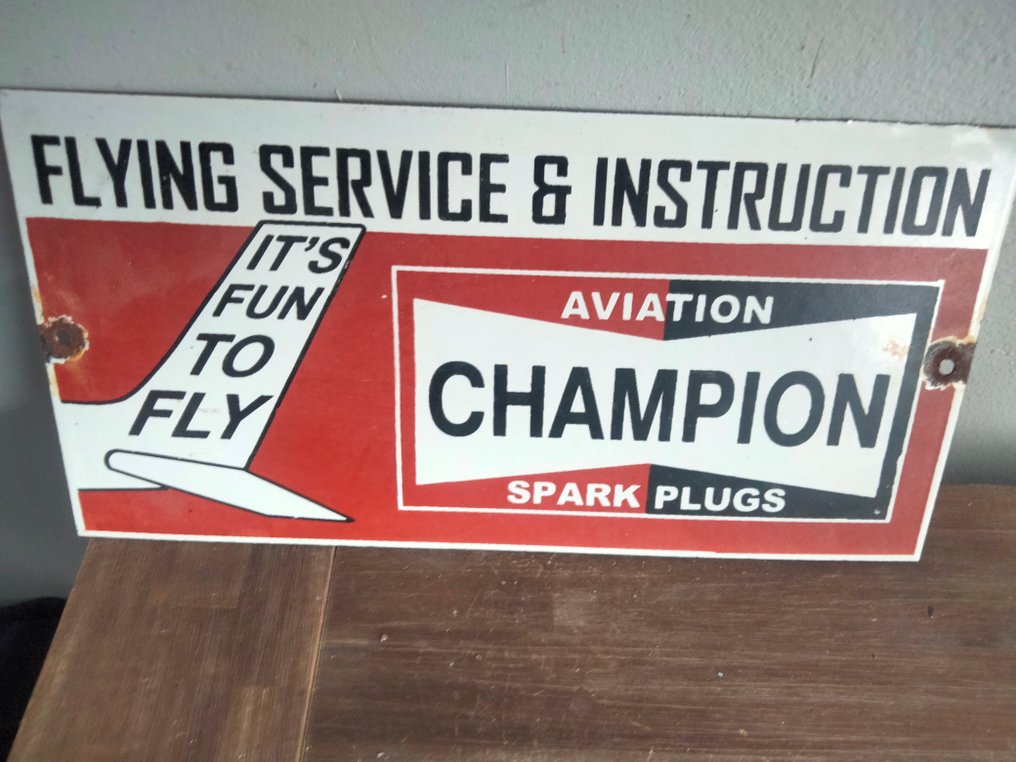 FLYING SERVICE & INSTRUCTION
IT'S
FUN
TO
FLY
AVIATION
CHAMPION
SPARK PLUGS